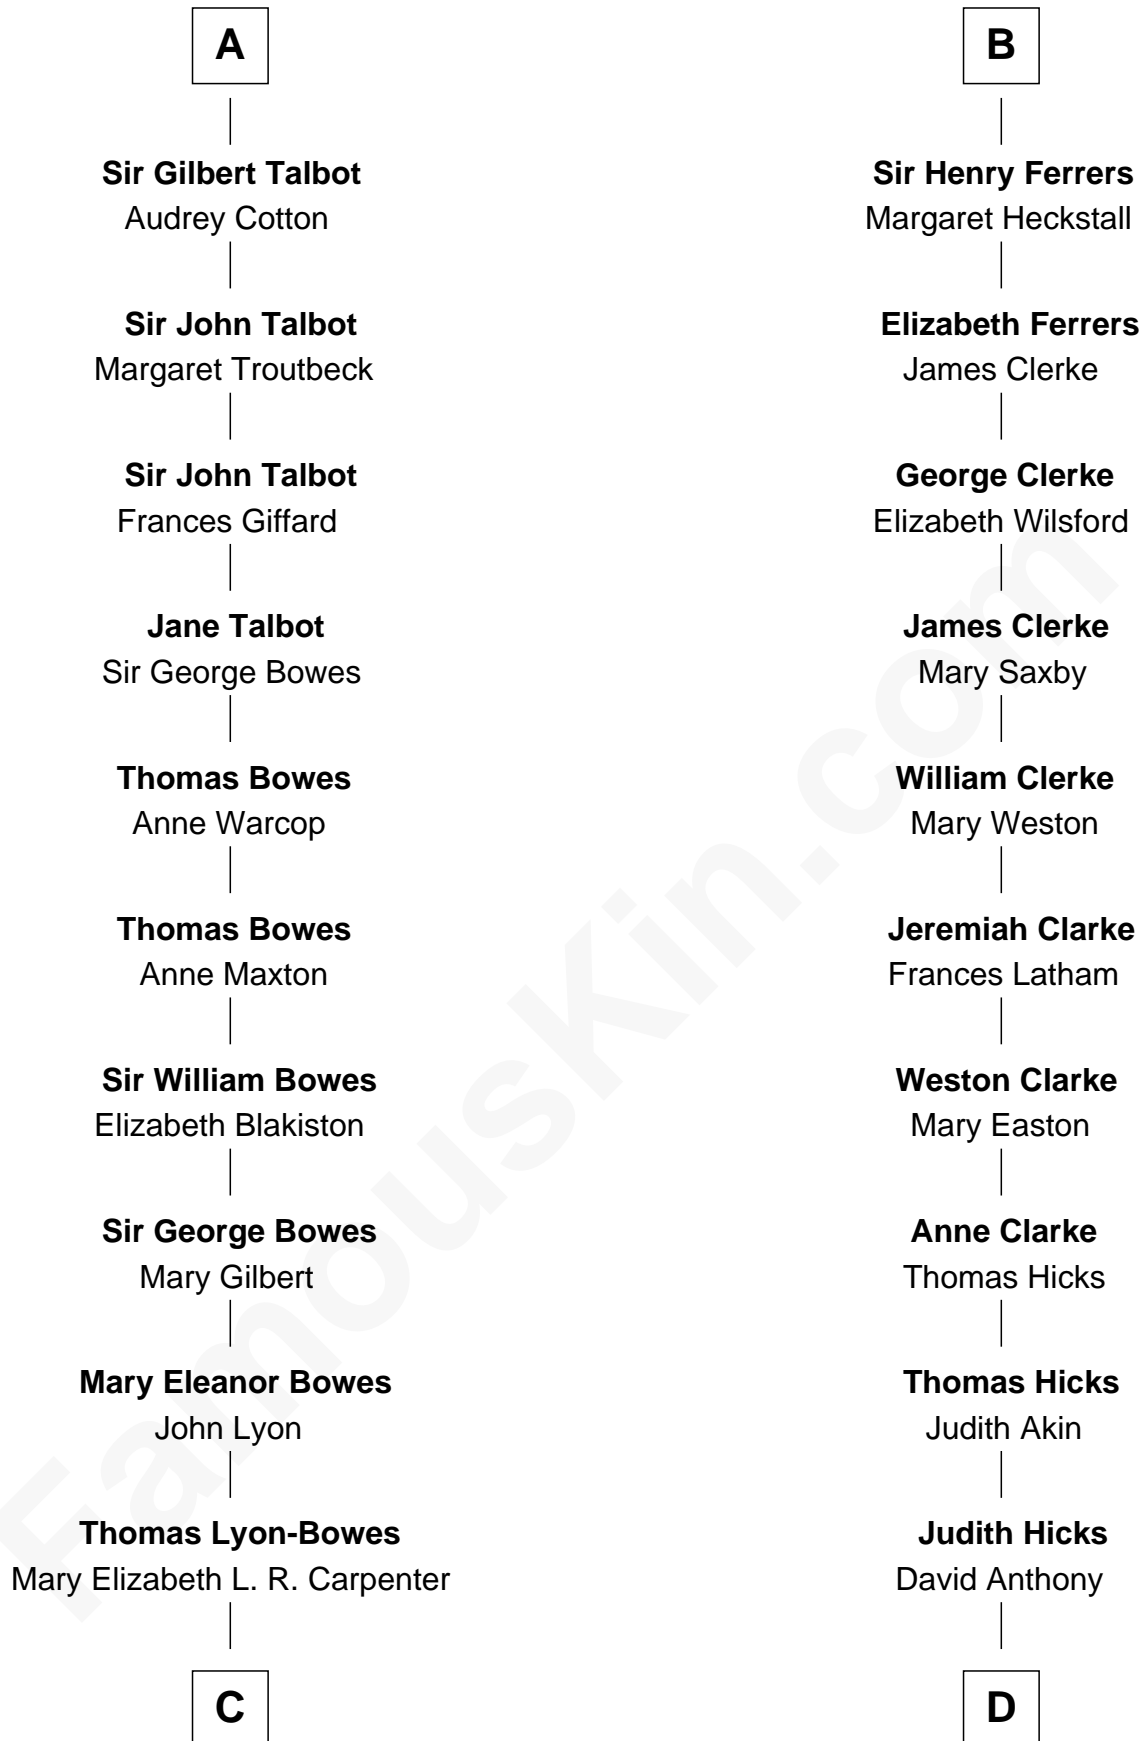 A
Sir Gilbert Talbot
Audrey Cotton
Sir John Talbot
Margaret Troutbeck
Sir John Talbot
Frances Giffard
Jane Talbot
Sir George Bowes
Thomas Bowes
Anne Warcop
Thomas Bowes
Anne Maxton
Sir William Bowes
Elizabeth Blakiston
Sir George Bowes
Mary Gilbert
Mary Eleanor Bowes
John Lyon
Thomas Lyon-Bowes
Mary Elizabeth L. R. Carpenter
C
B
Sir Henry Ferrers
Margaret Heckstall
Elizabeth Ferrers
James Clerke
George Clerke
Elizabeth Wilsford
James Clerke
Mary Saxby
William Clerke
Mary Weston
Jeremiah Clarke
Frances Latham
Weston Clarke
Mary Easton
Anne Clarke
Thomas Hicks
Thomas Hicks
Judith Akin
Judith Hicks
David Anthony
D
FamousKin.com